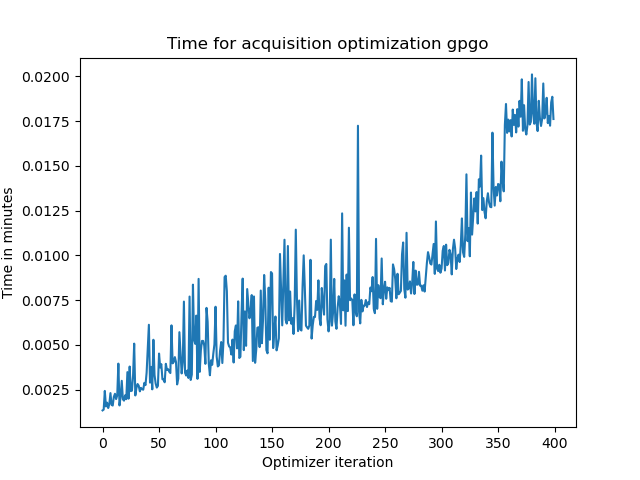 Time for acquisition optimization gpgo
0.0200
0.0175
0.0150
0.0125
0.0100
0.0075
0.0050
0.0025
Time in minutes
0 50 100 150 200 250 300 350 400
Optimizer iteration